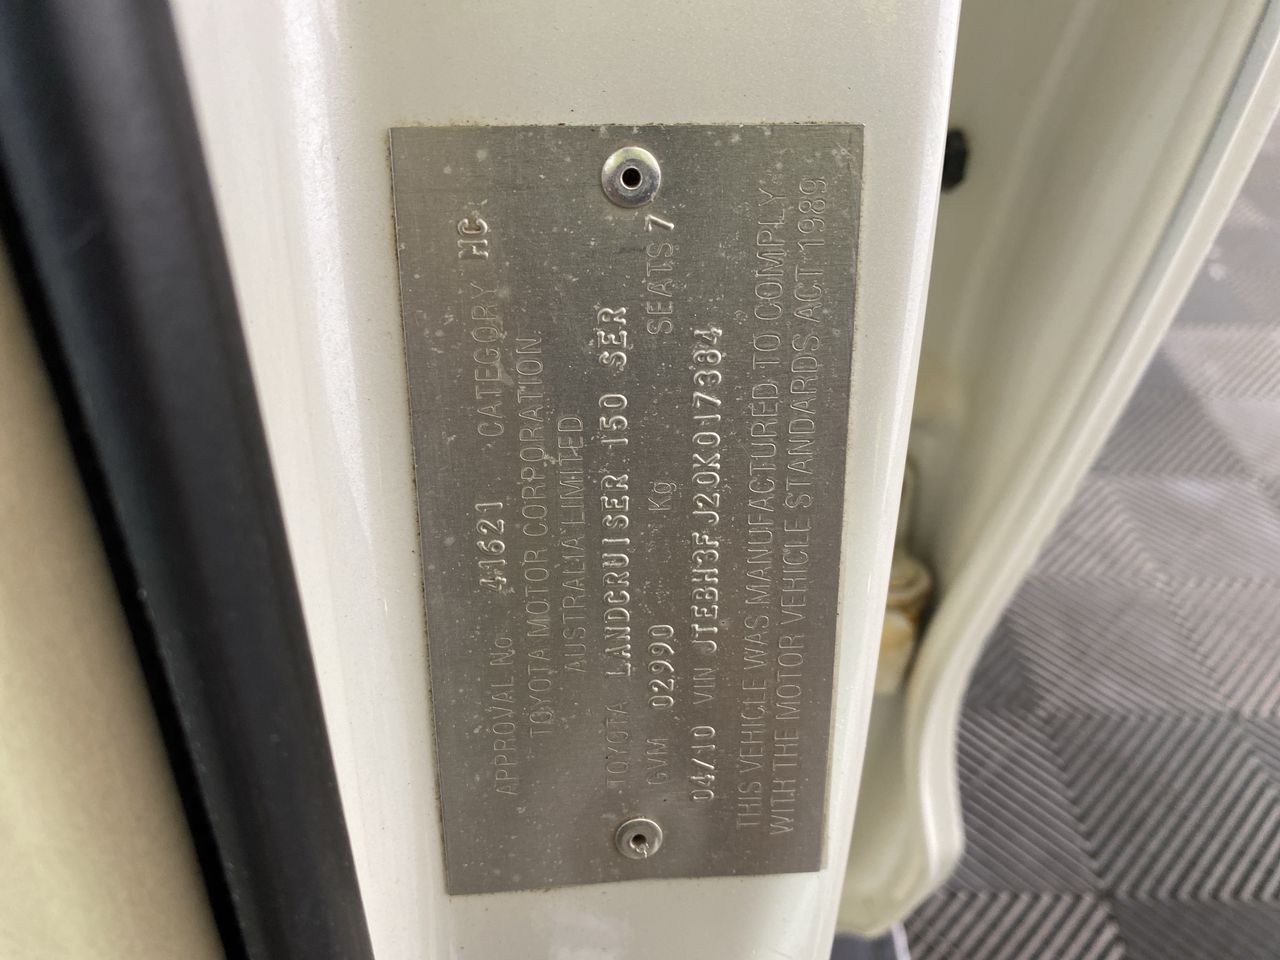 APPROVAL No 41621 CATEGORY MC
TOYOTA MOTOR CORPORATION
AUSTRALIA LIMITED
TOYOTA LANDCRUISER 150 SER
GVM 02990 Kg SEATS 7
04/10 VIN JTEBH3FJ20K017384
THIS VEHICLE WAS MANUFACTURED TO COMPLY
WITH THE MOTOR VEHICLE STANDARDS ACT 1989